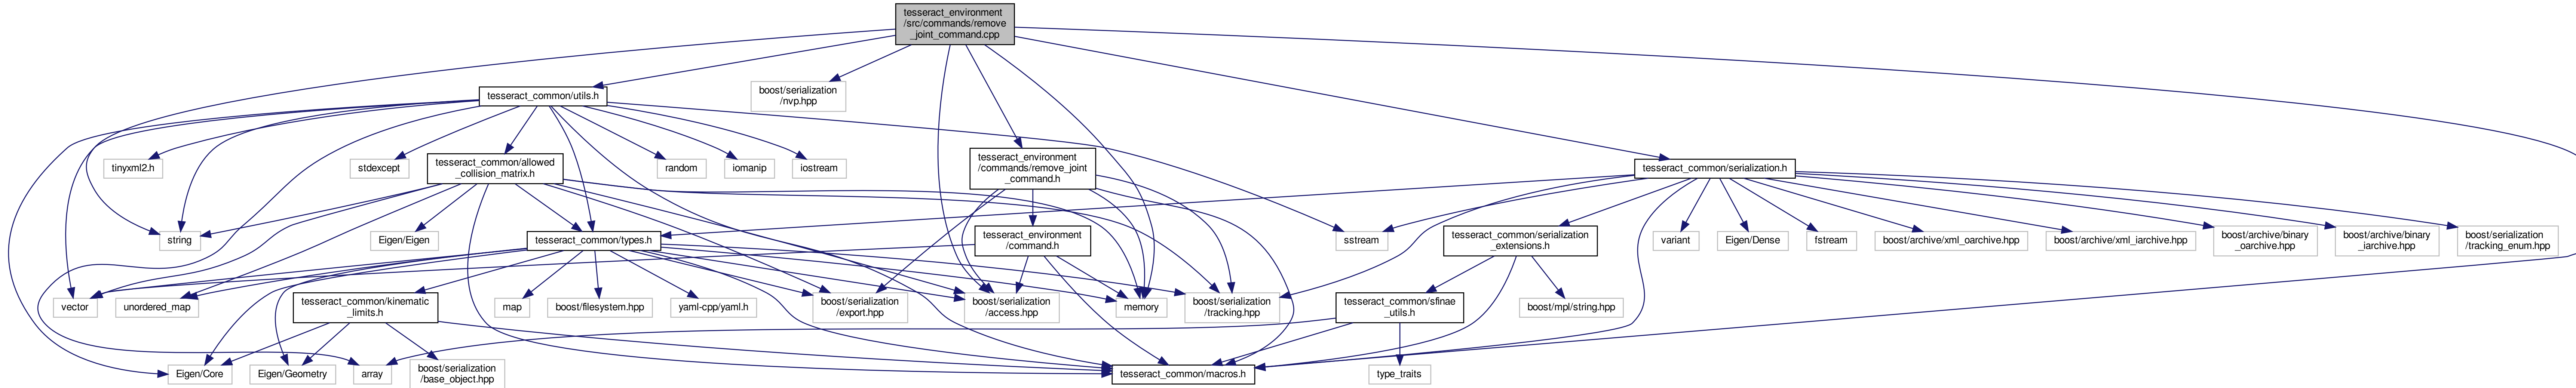 tesseract_environment
/src/commands/remove
_joint_command.cpp
boost/serialization
/nvp.hpp
tesseract_common/utils.h
tinyxml2.h
stdexcept
tesseract_common/allowed
_collision_matrix.h
random
iomanip
iostream
tesseract_environment
/commands/remove_joint
_command.h
tesseract_common/serialization.h
string
Eigen/Eigen
tesseract_common/types.h
tesseract_environment
/command.h
sstream
tesseract_common/serialization
_extensions.h
variant
Eigen/Dense
fstream
boost/archive/xml_oarchive.hpp
boost/archive/xml_iarchive.hpp
boost/archive/binary
_oarchive.hpp
boost/archive/binary
_iarchive.hpp
boost/serialization
/tracking_enum.hpp
vector
unordered_map
tesseract_common/kinematic
_limits.h
map
boost/filesystem.hpp
yaml-cpp/yaml.h
boost/serialization
/export.hpp
boost/serialization
/access.hpp
memory
boost/serialization
/tracking.hpp
tesseract_common/sfinae
_utils.h
boost/mpl/string.hpp
Eigen/Core
Eigen/Geometry
array
boost/serialization
/base_object.hpp
tesseract_common/macros.h
type_traits